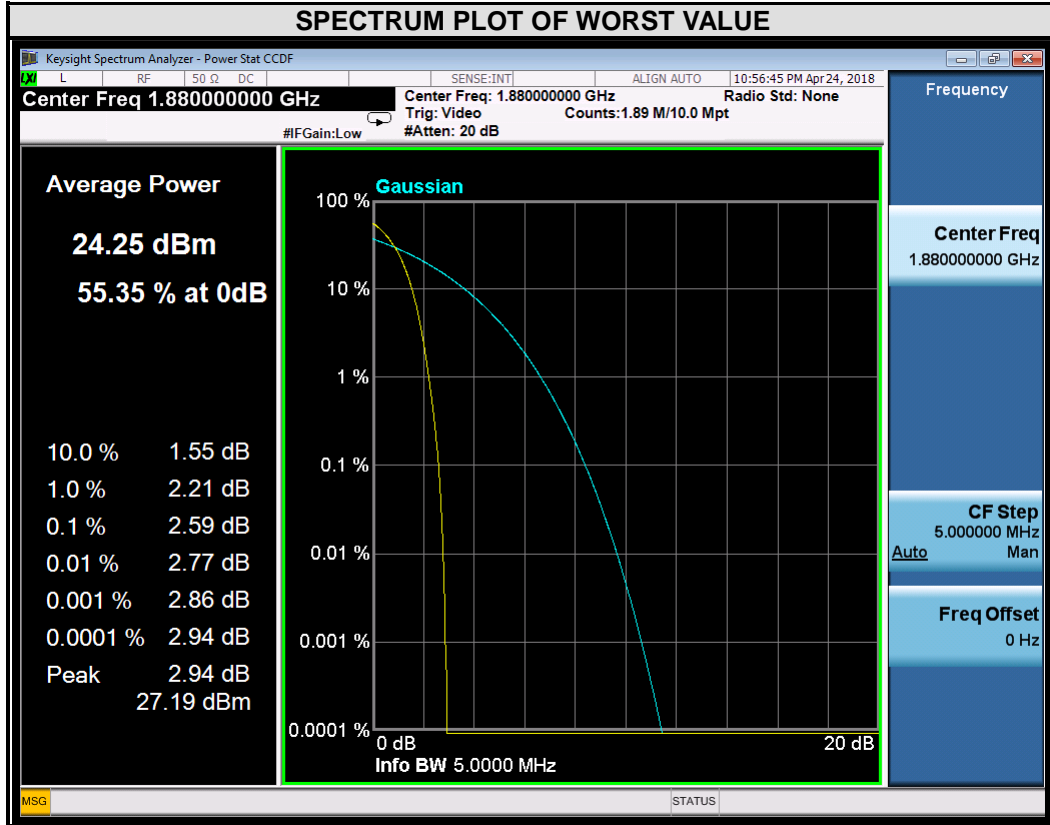 SPECTRUM PLOT OF WORST VALUE
Keysight Spectrum Analyzer - Power Stat CCDF
LXI L RF 50 Ω DC SENSE:INT ALIGN AUTO 10:56:45 PM Apr 24, 2018
Center Freq 1.880000000 GHz
#IFGain:Low
Center Freq: 1.880000000 GHz Radio Std: None
Trig: Video Counts:1.89 M/10.0 Mpt
#Atten: 20 dB
Average Power
24.25 dBm
55.35 % at 0dB
10.0 % 1.55 dB
1.0 % 2.21 dB
0.1 % 2.59 dB
0.01 % 2.77 dB
0.001 % 2.86 dB
0.0001 % 2.94 dB
Peak 2.94 dB
27.19 dBm
Gaussian
100 %
10 %
1 %
0.1 %
0.01 %
0.001 %
0.0001 %
0 dB 20 dB
Info BW 5.0000 MHz
Frequency
Center Freq
1.880000000 GHz
CF Step
5.000000 MHz
Auto Man
Freq Offset
0 Hz
MSG STATUS